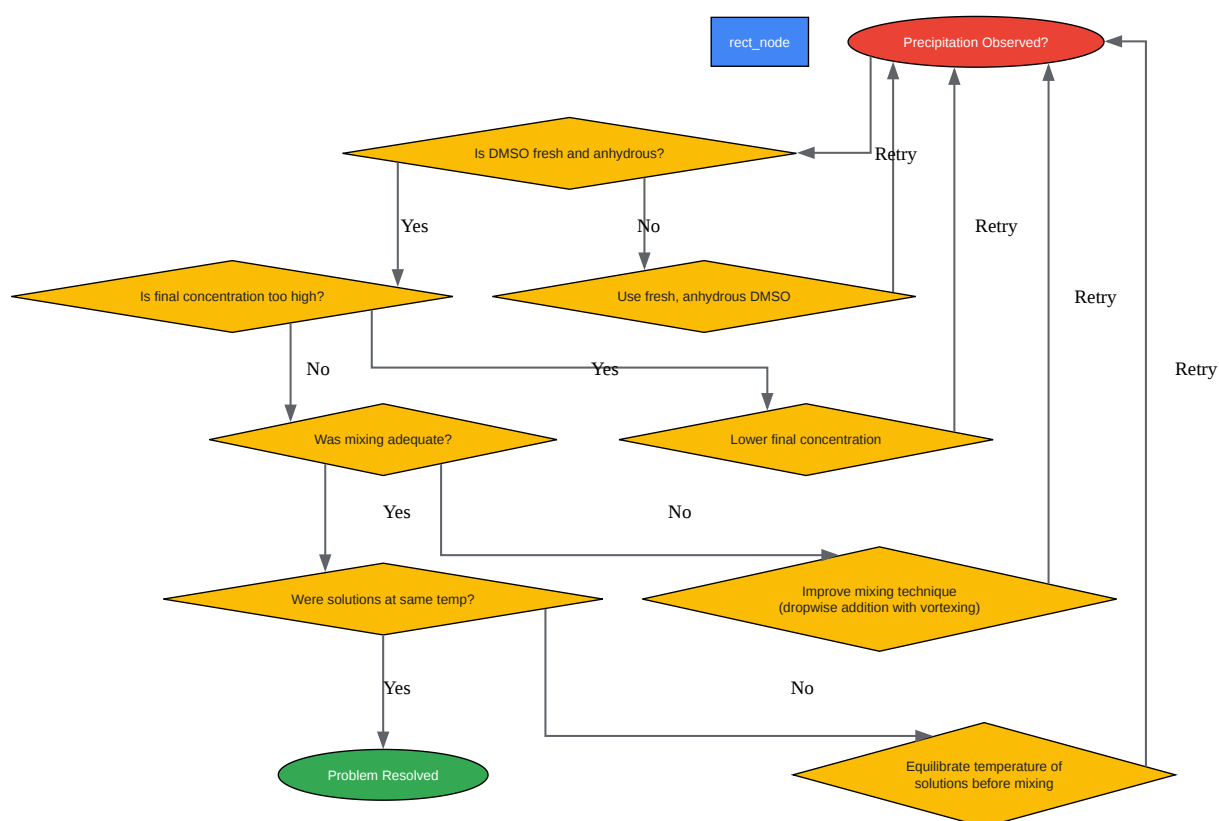 rect_node
Precipitation Observed?
Is DMSO fresh and anhydrous?
Retry
Yes
No
Retry
Is final concentration too high?
Use fresh, anhydrous DMSO
Retry
No
Yes
Retry
Was mixing adequate?
Lower final concentration
Yes
No
Improve mixing technique
(dropwise addition with vortexing)
Were solutions at same temp?
Yes
No
Problem Resolved
Equilibrate temperature of
solutions before mixing